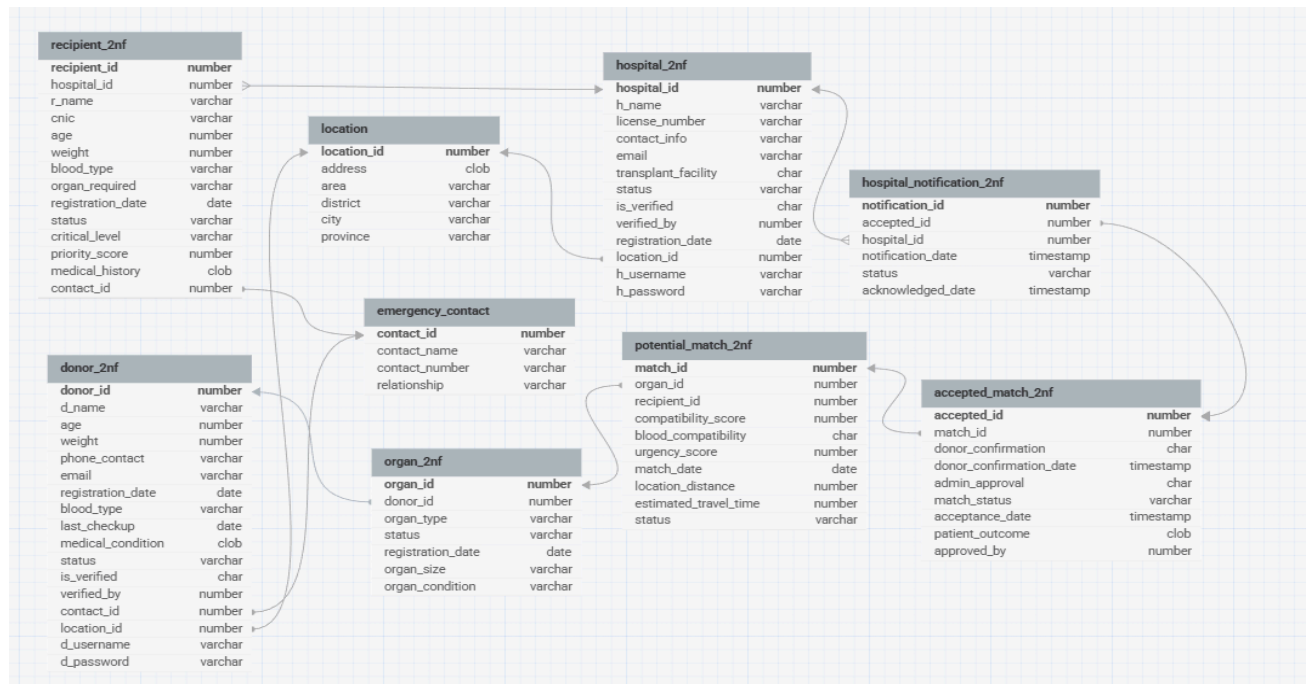 recipient_2nf
recipient_id number
hospital_id number
r_name varchar
cnic varchar
age number
weight number
blood_type varchar
organ_required varchar
registration_date date
status varchar
critical_level varchar
priority_score number
medical_history clob
contact_id number
location
location_id number
address clob
area varchar
district varchar
city varchar
province varchar
hospital_2nf
hospital_id number
h_name varchar
license_number varchar
contact_info varchar
email varchar
transplant_facility char
status varchar
is_verified char
verified_by number
registration_date date
location_id number
h_username varchar
h_password varchar
hospital_notification_2nf
notification_id number
accepted_id number
hospital_id number
notification_date timestamp
status varchar
acknowledged_date timestamp
emergency_contact
contact_id number
contact_name varchar
contact_number varchar
relationship varchar
donor_2nf
donor_id number
d_name varchar
age number
weight number
phone_contact varchar
email varchar
registration_date date
blood_type varchar
last_checkup date
medical_condition clob
status varchar
is_verified char
verified_by number
contact_id number
location_id number
d_username varchar
d_password varchar
organ_2nf
organ_id number
donor_id number
organ_type varchar
status varchar
registration_date date
organ_size varchar
organ_condition varchar
potential_match_2nf
match_id number
organ_id number
recipient_id number
compatibility_score number
blood_compatibility char
urgency_score number
match_date date
location_distance number
estimated_travel_time number
status varchar
accepted_match_2nf
accepted_id number
match_id number
donor_confirmation char
donor_confirmation_date timestamp
admin_approval char
match_status varchar
acceptance_date timestamp
patient_outcome clob
approved_by number